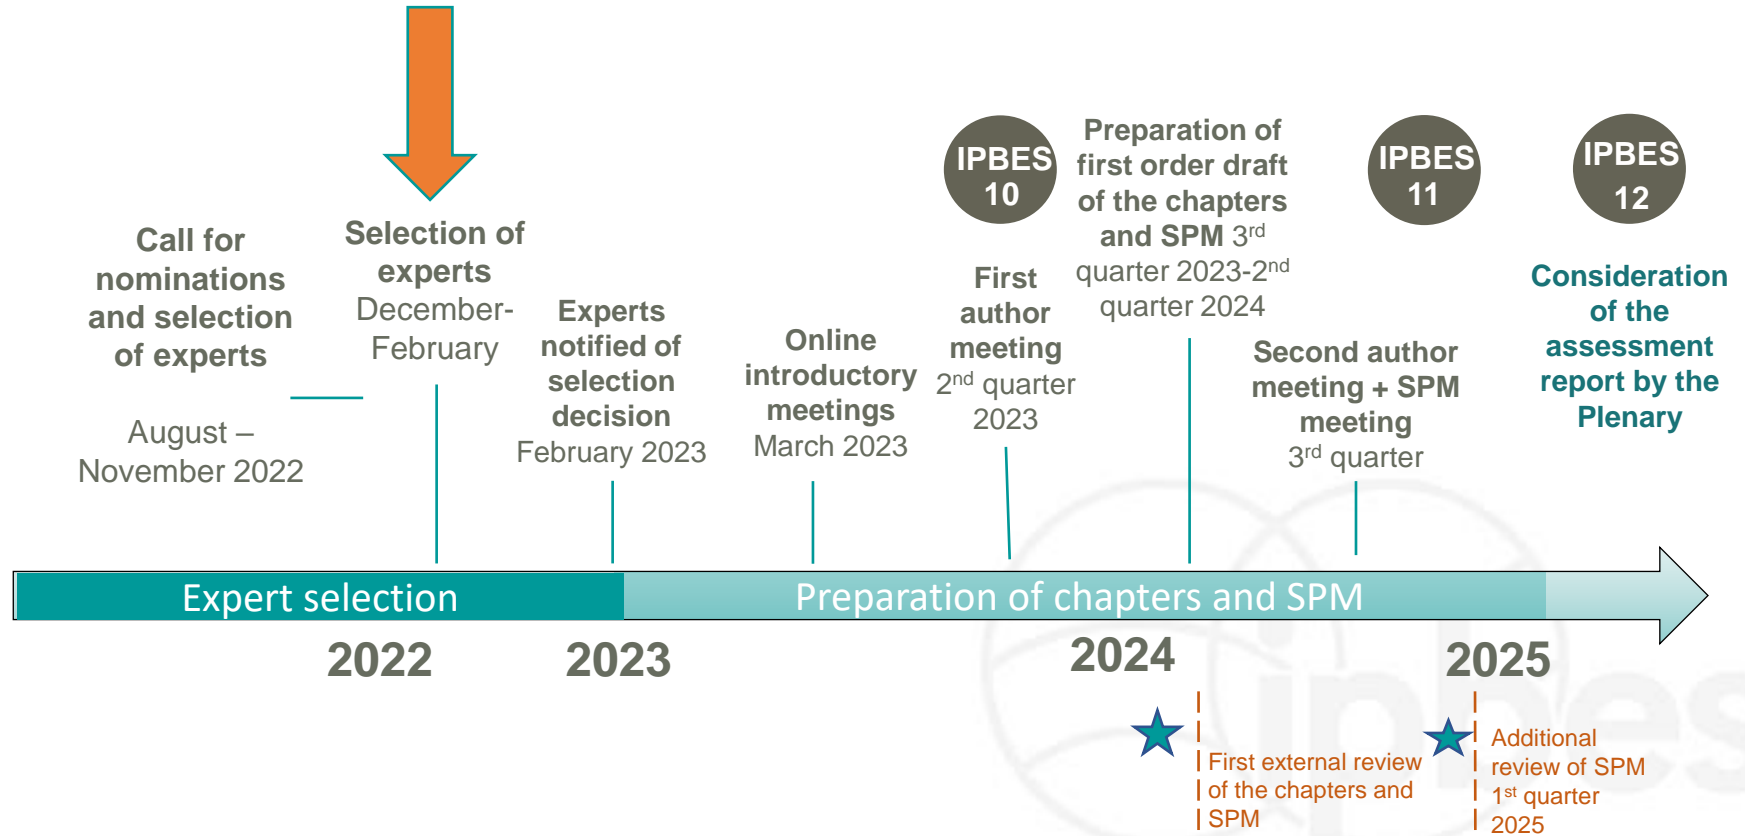 Call for
nominations
and selection
of experts
August –
November 2022
Selection of
experts
December-
February
Experts
notified of
selection
decision
February 2023
Online
introductory
meetings
March 2023
IPBES
10
First
author
meeting
2nd quarter
2023
Preparation of
first order draft
of the chapters
and SPM 3rd
quarter 2023-2nd
quarter 2024
IPBES
11
Second author
meeting + SPM
meeting
3rd quarter
IPBES
12
Consideration
of the
assessment
report by the
Plenary
Expert selection
Preparation of chapters and SPM
2022
2023
2024
2025
First external review
of the chapters and
SPM
Additional
review of SPM
1st quarter
2025
ipbes